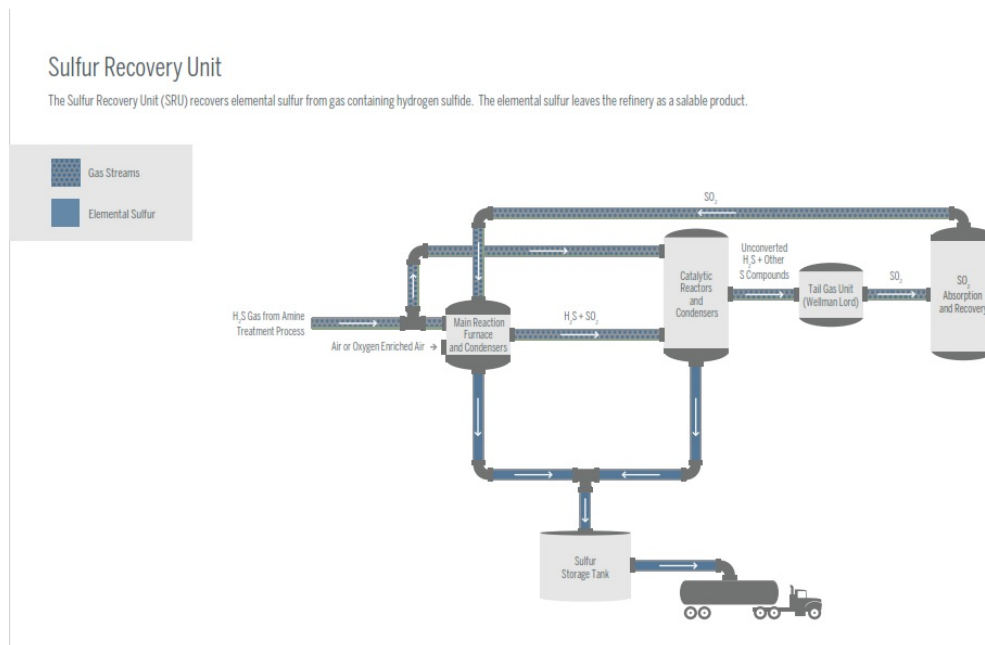 Sulfur Recovery Unit
The Sulfur Recovery Unit (SRU) recovers elemental sulfur from gas containing hydrogen sulfide. The elemental sulfur leaves the refinery as a salable product.
Gas Streams
Elemental Sulfur
SO₂
Unconverted
H₂S + Other
S Compounds
Catalytic
Reactors
and
Condensers
Tail Gas Unit
(Wellman Lord)
SO₂
SO₂
Absorption
and Recovery
H₂S Gas from Amine
Treatment Process
Main Reaction
Furnace
and Condensers
H₂S + SO₂
Air or Oxygen Enriched Air
Sulfur
Storage Tank